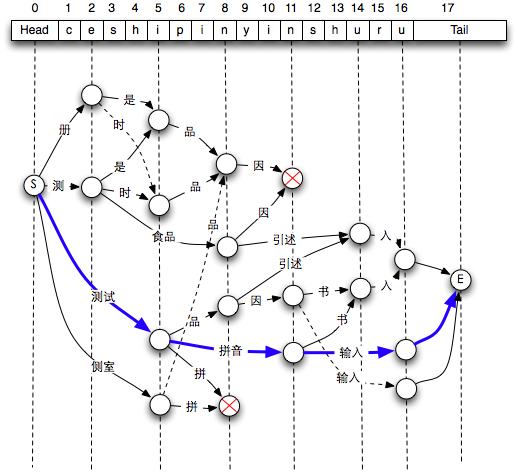 0 1 2 3 4 5 6 7 8 9 10 11 12 13 14 15 16 17
Head c e s h i p i n y i n s h u r u Tail
是
册 时 品
是 因
S 测 时 品
品 因
食品 引述 入
引述 E
测试 品 因 书 入
书
拼音 输入
侧室 拼 输入
拼